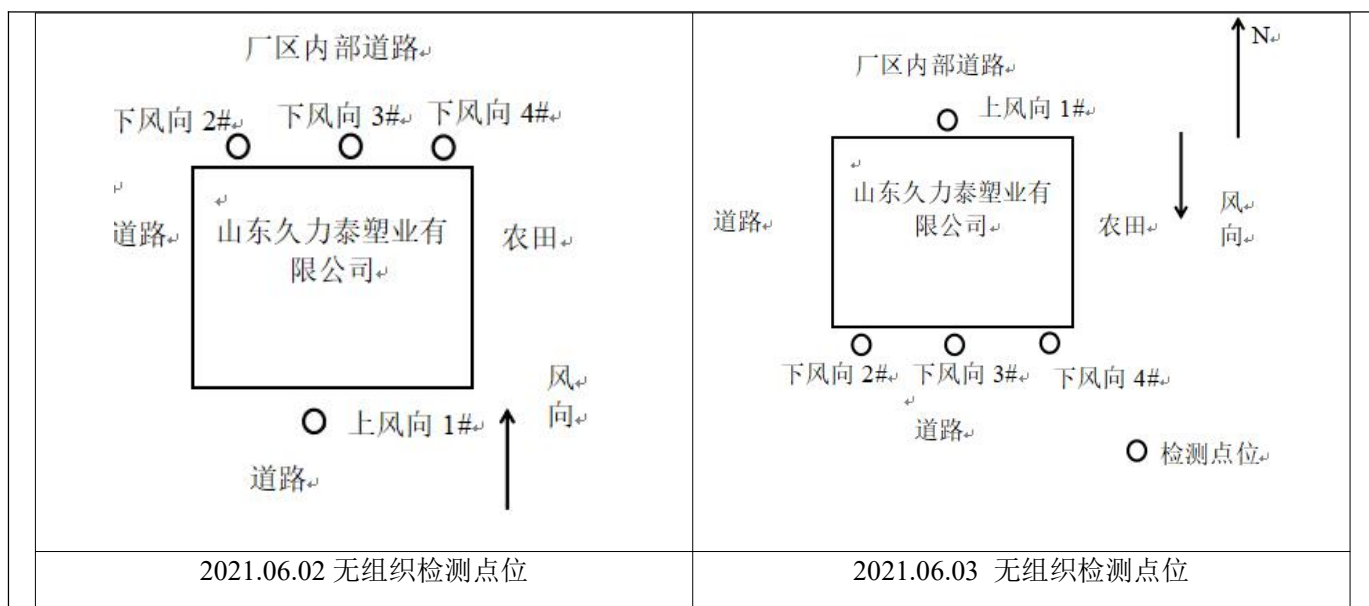 厂区内部道路
下风向 2# 下风向 3# 下风向 4#
道路
山东久力泰塑业有
限公司
农田
风
向
上风向 1#
道路
N
厂区内部道路
上风向 1#
道路
山东久力泰塑业有
限公司
农田
风
向
下风向 2# 下风向 3# 下风向 4#
道路
检测点位
2021.06.02 无组织检测点位
2021.06.03 无组织检测点位